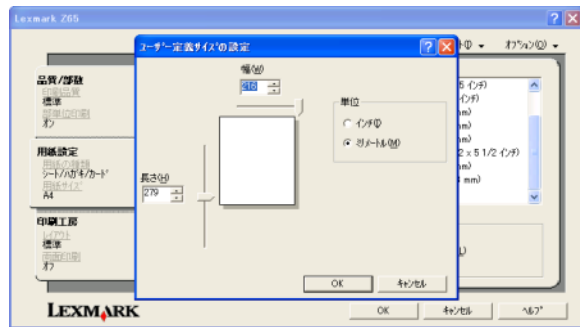 Lexmark Z65
ｵﾌﾟｼｮﾝ(O)
品質/部数
印刷品質
標準
部単位印刷
ｵﾌ
用紙設定
用紙の種類
ｼｰﾄ/ﾊｶﾞｷ/ｶｰﾄﾞ
用紙ｻｲｽﾞ
A4
印刷工房
ﾚｲｱｳﾄ
標準
両面印刷
ｵﾌ
ﾕｰｻﾞｰ定義ｻｲｽﾞの設定
幅(W)
216
長さ(H)
279
単位
ｲﾝﾁ(I)
ﾐﾘﾒｰﾄﾙ(M)
OK
ｷｬﾝｾﾙ
5 ｲﾝﾁ)
ｲﾝﾁ)
mm)
mm)
mm)
2 x 5 1/2 ｲﾝﾁ)
mm)
mm)
LEXMARK
OK
ｷｬﾝｾﾙ
ﾍﾙﾌﾟ